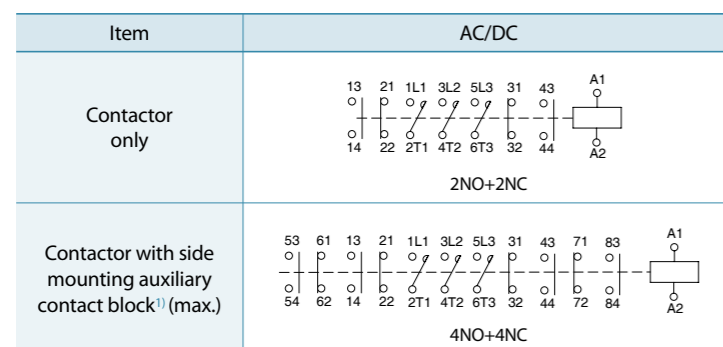 Item AC/DC
Contactor
only
13 21 1L1 3L2 5L3 31 43 A1
14 22 2T1 4T2 6T3 32 44 A2
2NO+2NC
Contactor with side
mounting auxiliary
contact block1) (max.)
53 61 13 21 1L1 3L2 5L3 31 43 71 83 A1
54 62 14 22 2T1 4T2 6T3 32 44 72 84 A2
4NO+4NC